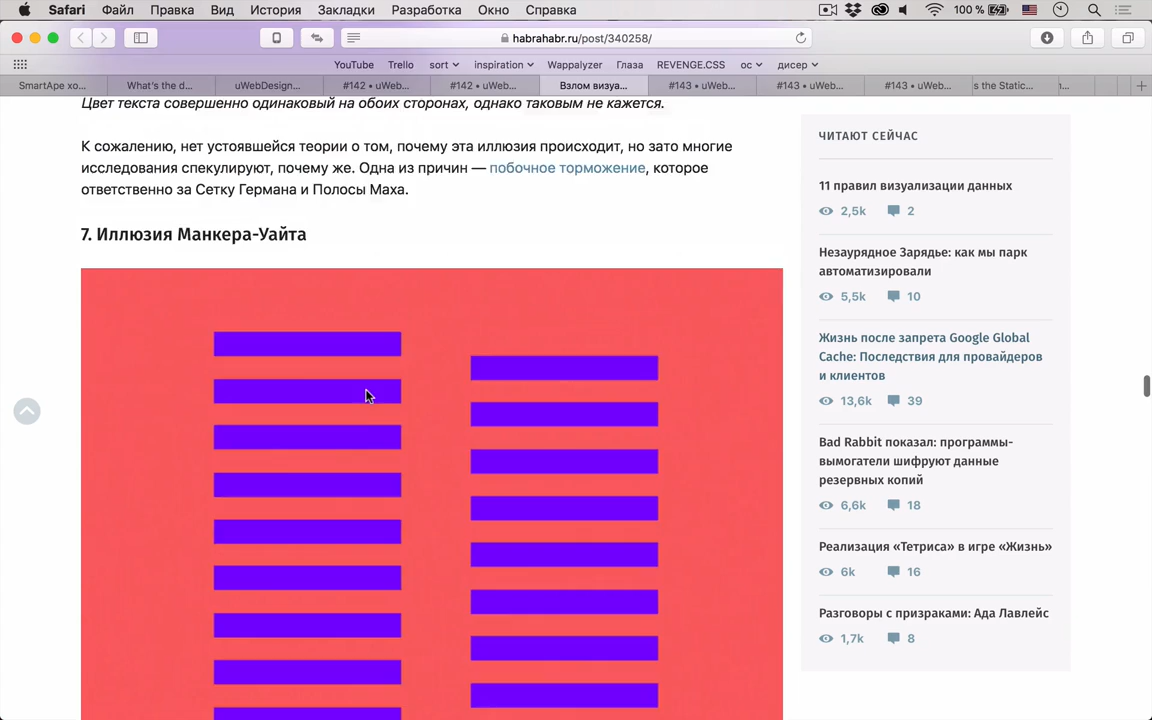 Safari Файл Правка Вид История Закладки Разработка Окно Справка 100 %
habrahabr.ru/post/340258/
YouTube Trello sort inspiration Wappalyzer Глаза REVENGE.CSS ос дисер
SmartApe хо... What's the d... uWebDesign... #142 • uWeb... #142 • uWeb... Взлом визуа... #143 • uWeb... #143 • uWeb... #143 • uWeb... s the Static...
Цвет текста совершенно одинаковый на обоих сторонах, однако таковым не кажется.
К сожалению, нет устоявшейся теории о том, почему эта иллюзия происходит, но зато многие
исследования спекулируют, почему же. Одна из причин — побочное торможение, которое
ответственно за Сетку Германа и Полосы Маха.
7. Иллюзия Манкера-Уайта
ЧИТАЮТ СЕЙЧАС
11 правил визуализации данных
2,5k 2
Незаурядное Зарядье: как мы парк
автоматизировали
5,5k 10
Жизнь после запрета Google Global
Cache: Последствия для провайдеров
и клиентов
13,6k 39
Bad Rabbit показал: программы-
вымогатели шифруют данные
резервных копий
6,6k 18
Реализация «Тетриса» в игре «Жизнь»
6k 16
Разговоры с призраками: Ада Лавлейс
1,7k 8